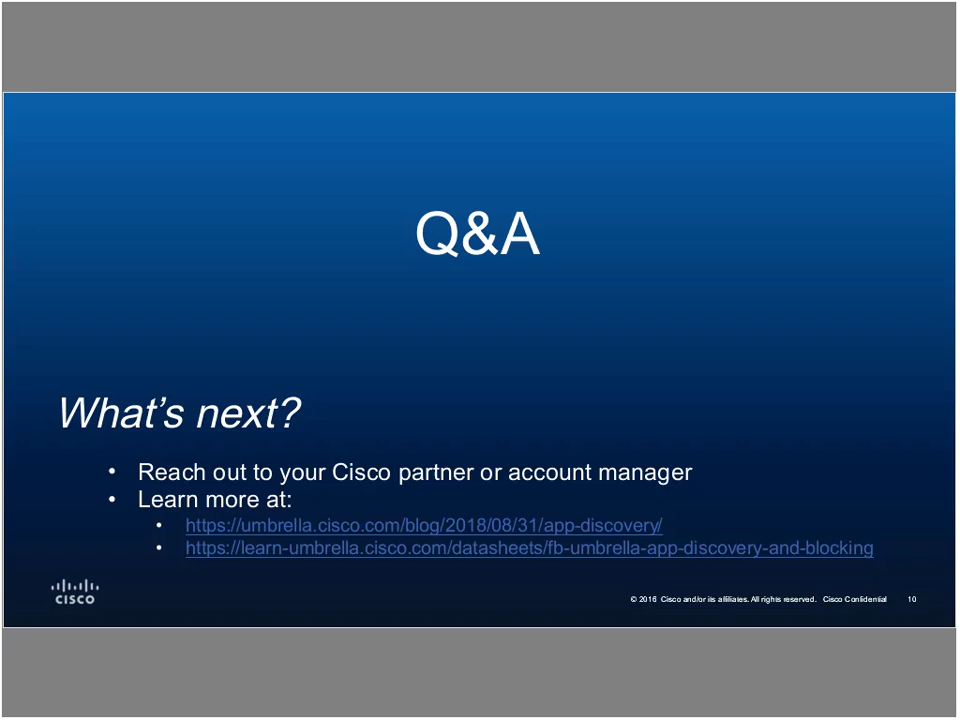 Q&A
What's next?
• Reach out to your Cisco partner or account manager
• Learn more at:
• https://umbrella.cisco.com/blog/2018/08/31/app-discovery/
• https://learn-umbrella.cisco.com/datasheets/fb-umbrella-app-discovery-and-blocking
CISCO
© 2016 Cisco and/or its affiliates. All rights reserved. Cisco Confidential 10